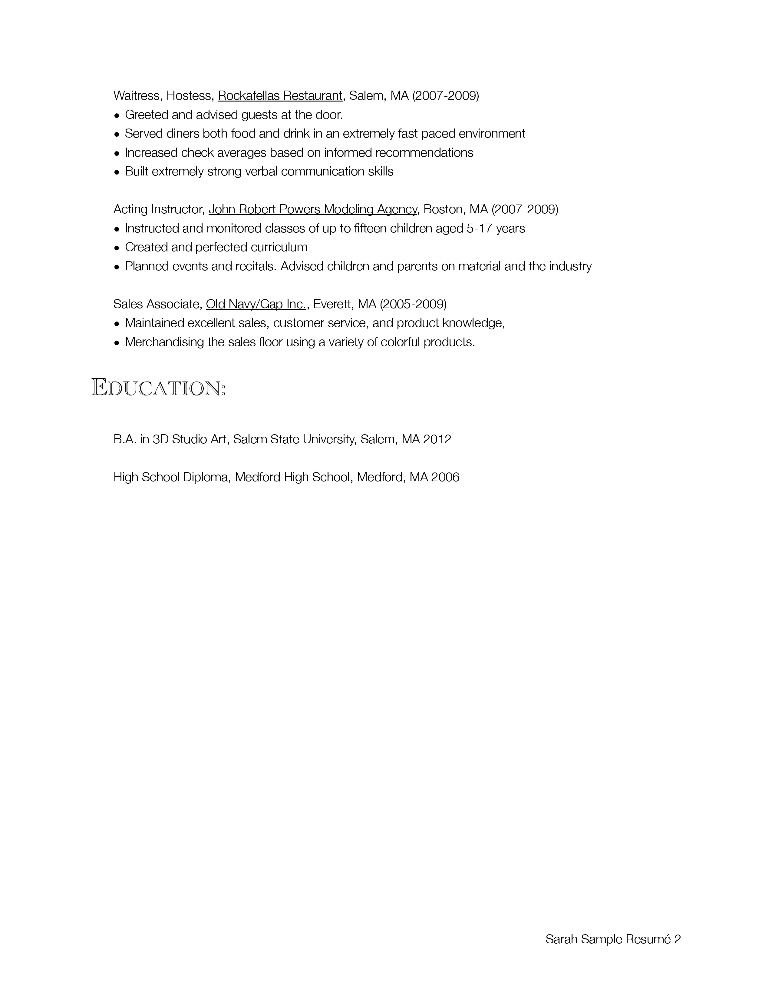 Waitress, Hostess, Rockafellas Restaurant, Salem, MA (2007-2009)
• Greeted and advised guests at the door.
• Served diners both food and drink in an extremely fast paced environment
• Increased check averages based on informed recommendations
• Built extremely strong verbal communication skills
Acting Instructor, John Robert Powers Modeling Agency, Boston, MA (2007-2009)
• Instructed and monitored classes of up to fifteen children aged 5-17 years
• Created and perfected curriculum
• Planned events and recitals. Advised children and parents on material and the industry
Sales Associate, Old Navy/Gap Inc., Everett, MA (2005-2009)
• Maintained excellent sales, customer service, and product knowledge,
• Merchandising the sales floor using a variety of colorful products.
EDUCATION:
B.A. in 3D Studio Art, Salem State University, Salem, MA 2012
High School Diploma, Medford High School, Medford, MA 2006
Sarah Sample Resumé 2